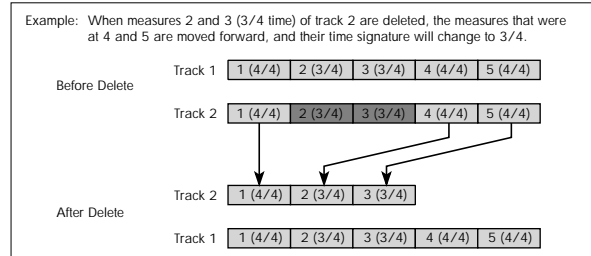 Example: When measures 2 and 3 (3/4 time) of track 2 are deleted, the measures that were
at 4 and 5 are moved forward, and their time signature will change to 3/4.
Track 1 1 (4/4) 2 (3/4) 3 (3/4) 4 (4/4) 5 (4/4)
Before Delete
Track 2 1 (4/4) 2 (3/4) 3 (3/4) 4 (4/4) 5 (4/4)
Track 2 1 (4/4) 2 (3/4) 3 (3/4)
After Delete
Track 1 1 (4/4) 2 (3/4) 3 (3/4) 4 (4/4) 5 (4/4)